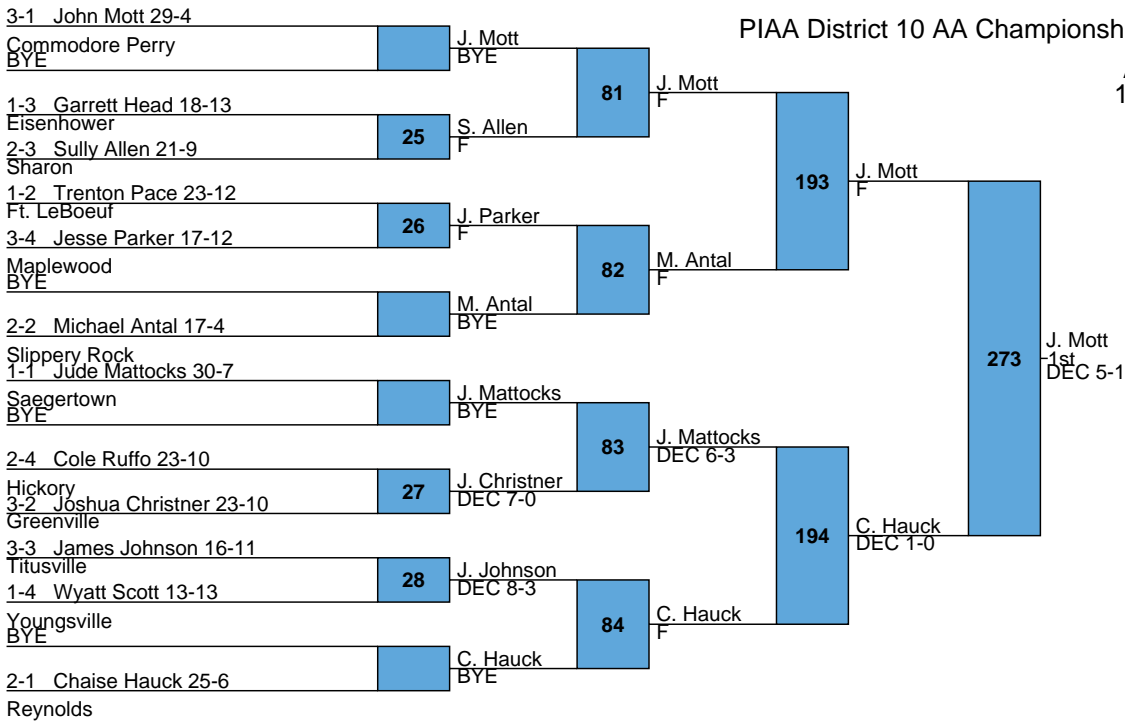 PIAA District 10 AA Championsh
1
3-1 John Mott 29-4
Commodore Perry
BYE
1-3 Garrett Head 18-13
Eisenhower
2-3 Sully Allen 21-9
Sharon
1-2 Trenton Pace 23-12
Ft. LeBoeuf
3-4 Jesse Parker 17-12
Maplewood
BYE
2-2 Michael Antal 17-4
Slippery Rock
1-1 Jude Mattocks 30-7
Saegertown
BYE
2-4 Cole Ruffo 23-10
Hickory
3-2 Joshua Christner 23-10
Greenville
3-3 James Johnson 16-11
Titusville
1-4 Wyatt Scott 13-13
Youngsville
BYE
2-1 Chaise Hauck 25-6
Reynolds
25
26
27
28
J. Mott
BYE
S. Allen
F
J. Parker
F
M. Antal
BYE
J. Mattocks
BYE
J. Christner
DEC 7-0
J. Johnson
DEC 8-3
C. Hauck
BYE
81
82
83
84
J. Mott
F
M. Antal
F
J. Mattocks
DEC 6-3
C. Hauck
F
193
194
J. Mott
F
C. Hauck
DEC 1-0
273
J. Mott
1st
DEC 5-1